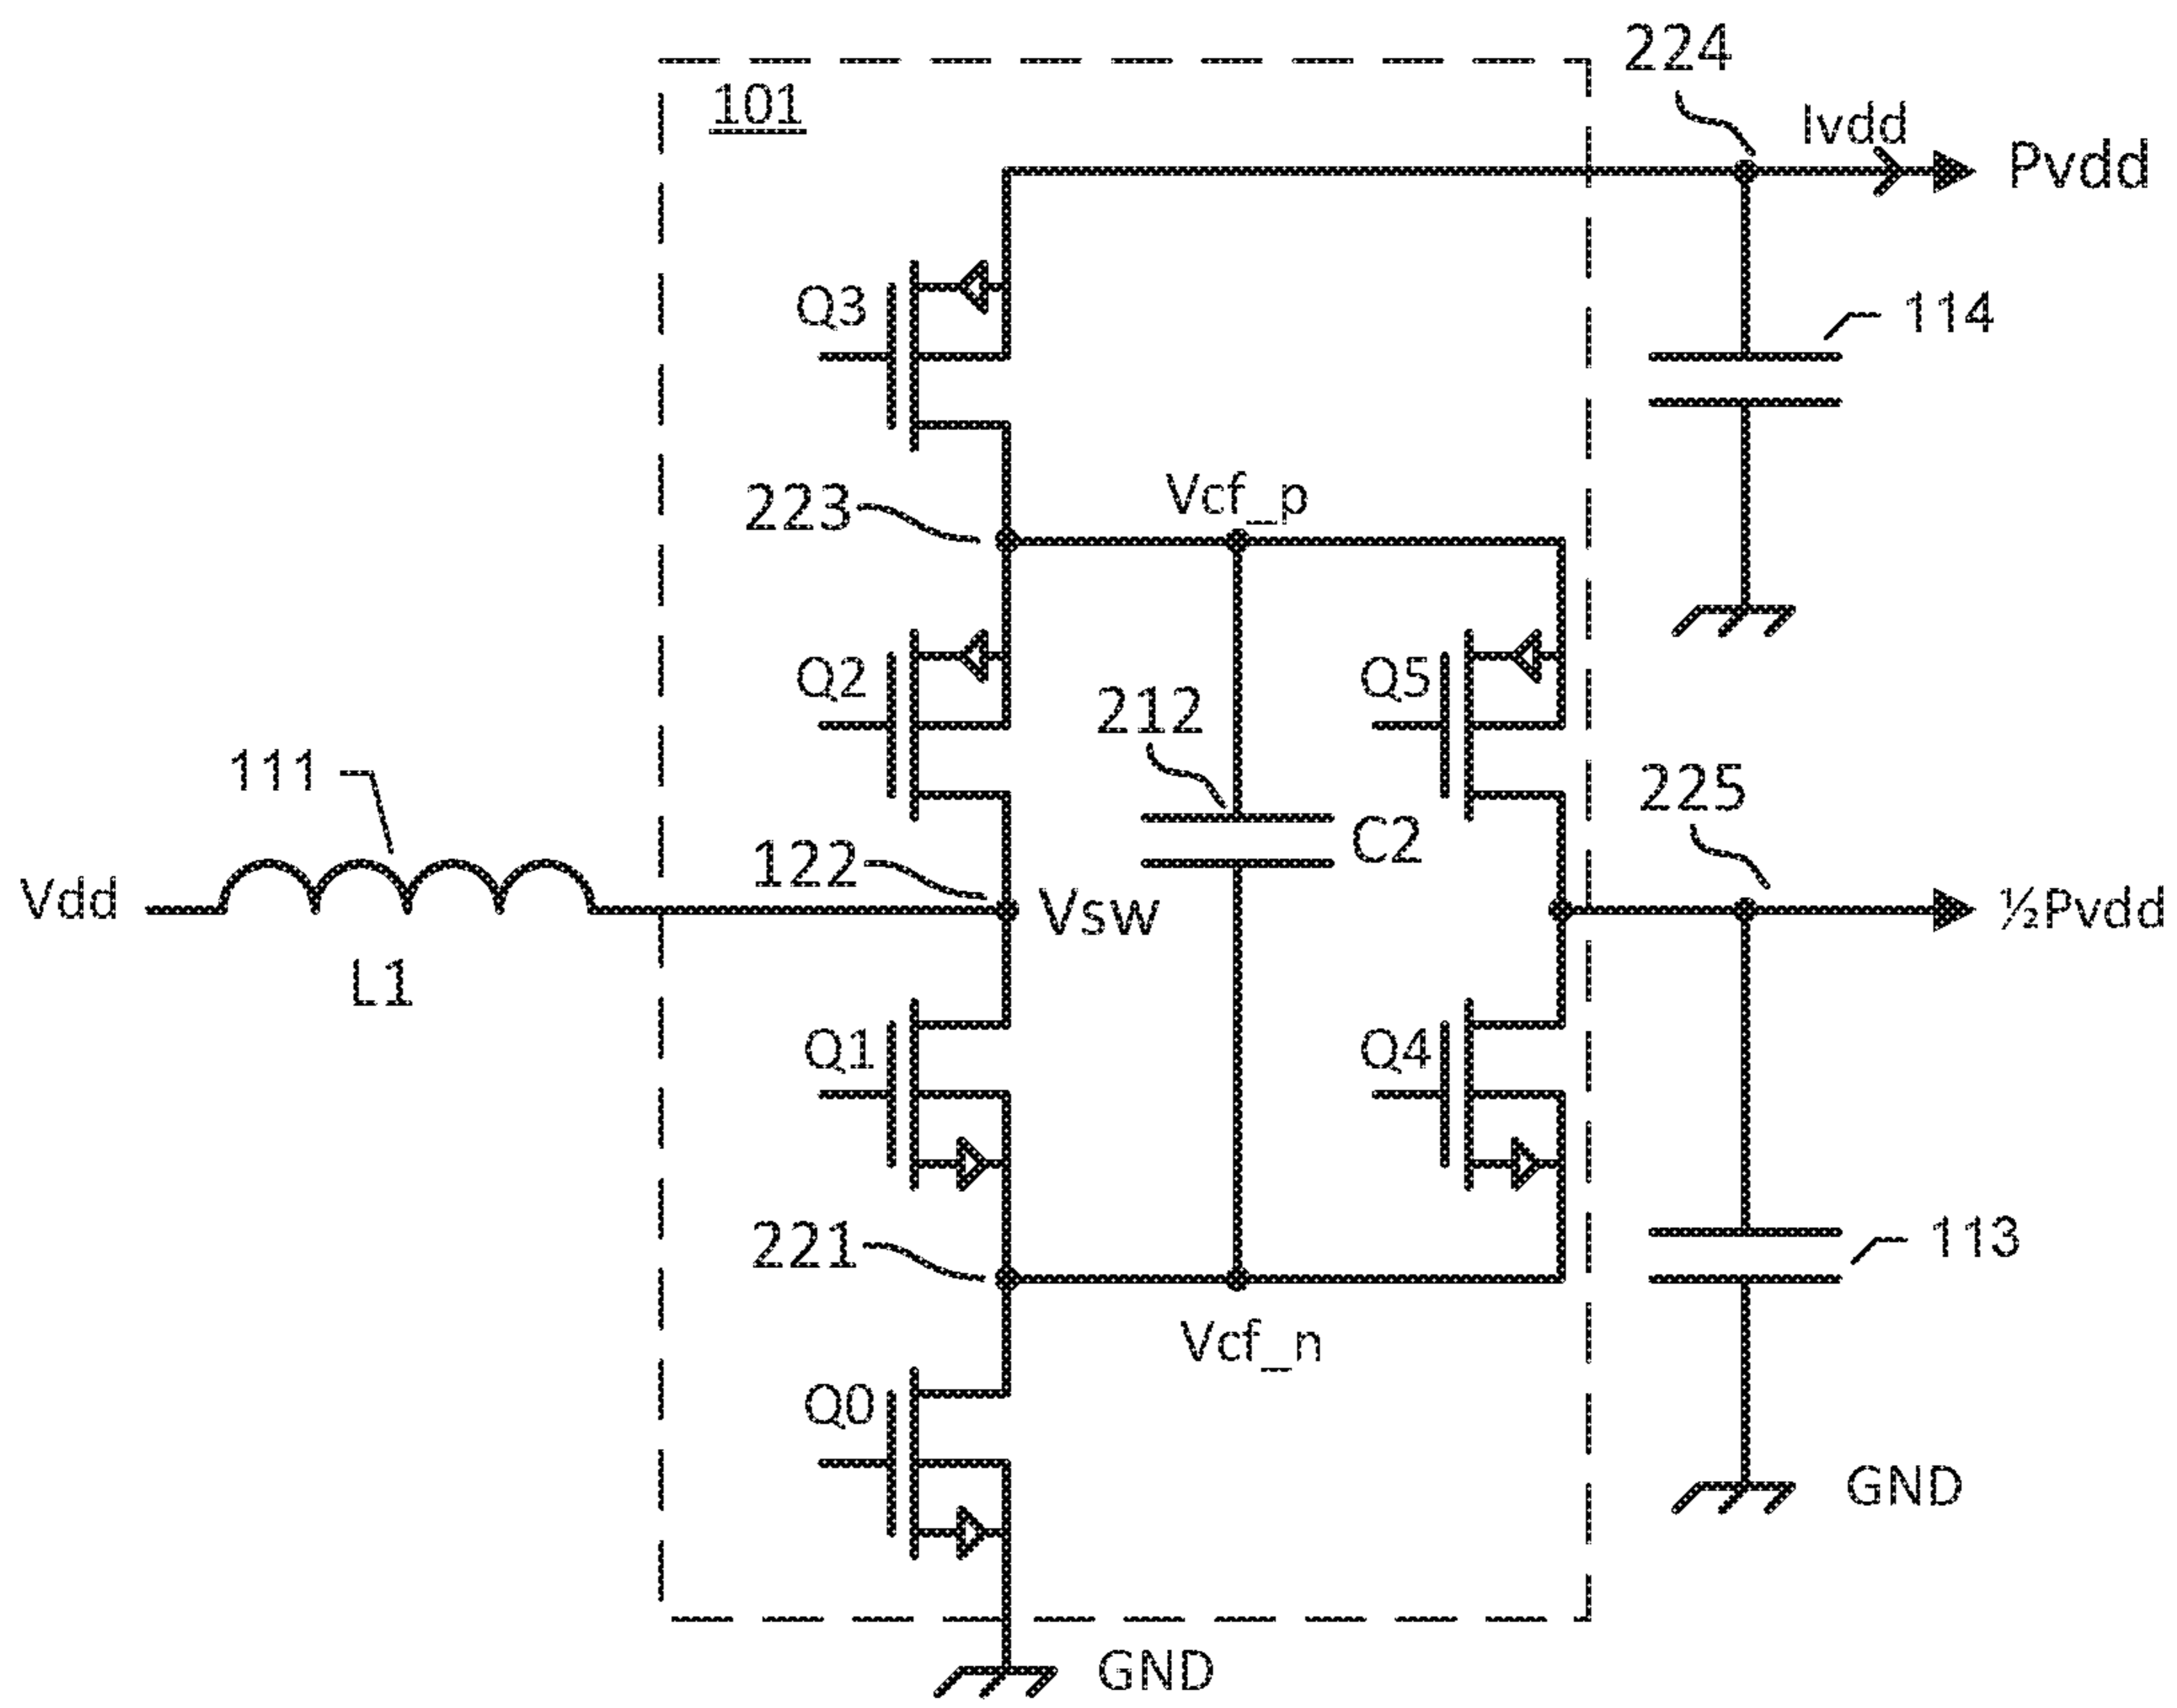 224
101
Ivdd
Pvdd
Q3
114
Vcf_p
223
Q2
212
Q5
111
225
122
C2
Vdd
Vsw
½Pvdd
L1
Q1
Q4
221
113
Vcf_n
Q0
GND
GND